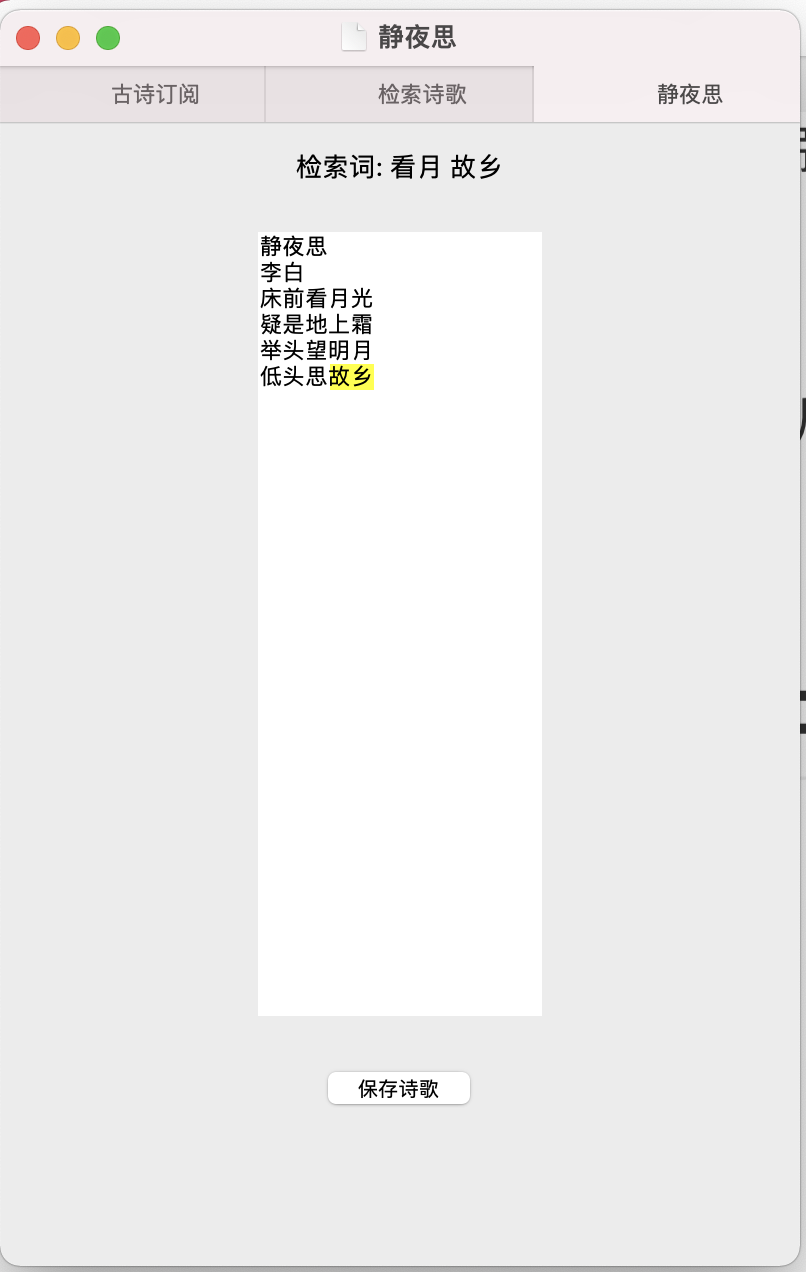 静夜思
古诗订阅 检索诗歌 静夜思
检索词: 看月 故乡
静夜思
李白
床前看月光
疑是地上霜
举头望明月
低头思故乡
保存诗歌